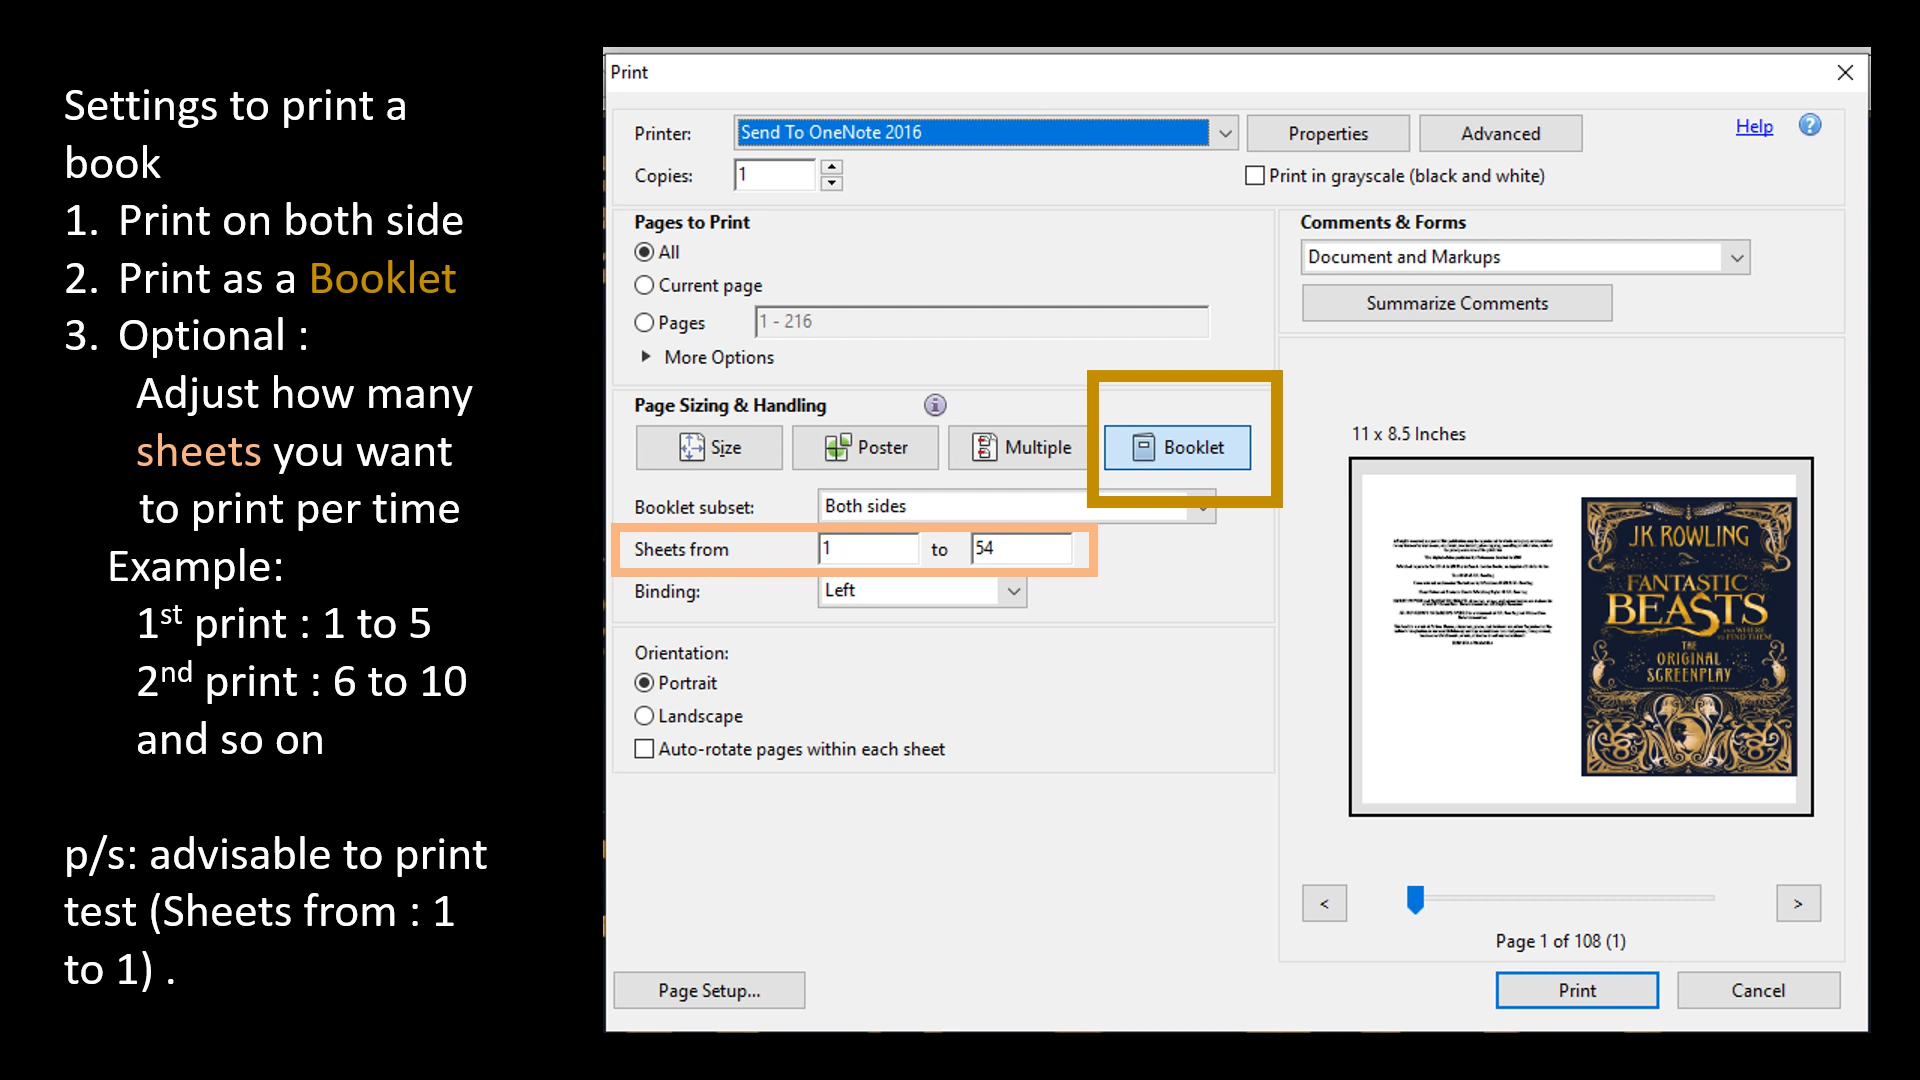 Settings to print a
book
1. Print on both side
2. Print as a Booklet
3. Optional :
Adjust how many
sheets you want
to print per time
Example:
1st print : 1 to 5
2nd print : 6 to 10
and so on
p/s: advisable to print
test (Sheets from : 1
to 1) .
Print
Printer: Send To OneNote 2016 Properties Advanced Help ?
Copies: 1 Print in grayscale (black and white)
Pages to Print
All
Current page
Pages 1 - 216
More Options
Comments & Forms
Document and Markups
Summarize Comments
Page Sizing & Handling i
Size Poster Multiple Booklet
Booklet subset: Both sides
Sheets from 1 to 54
Binding: Left
Orientation:
Portrait
Landscape
Auto-rotate pages within each sheet
11 x 8.5 Inches
JK ROWLING
FANTASTIC
BEASTS
AND WHERE
TO FIND THEM
THE
ORIGINAL
SCREENPLAY
< >
Page 1 of 108 (1)
Page Setup... Print Cancel